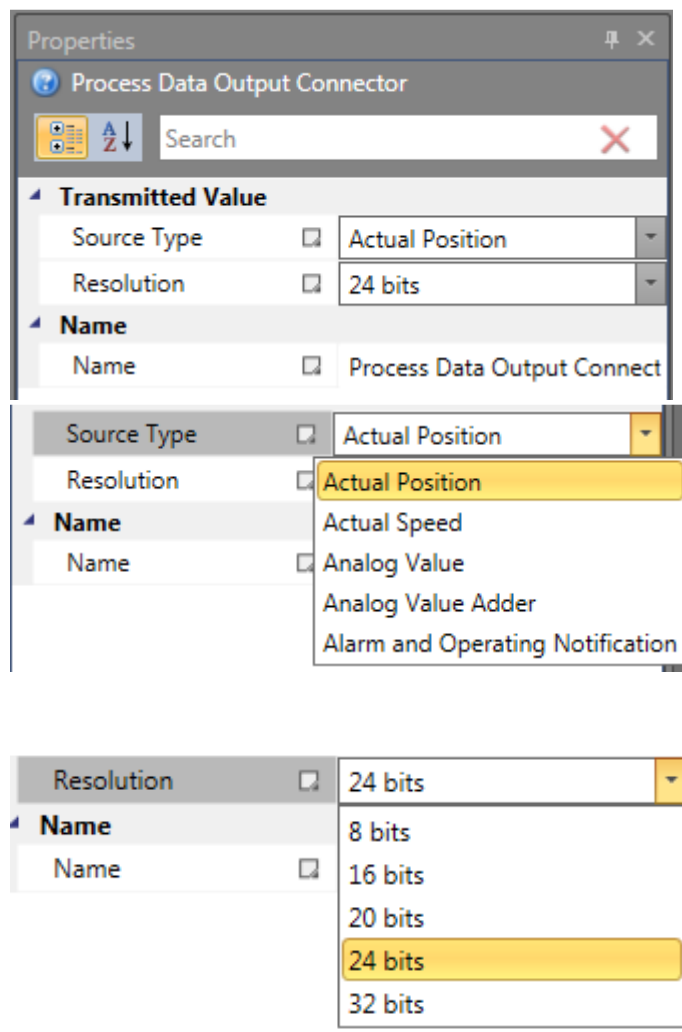 Properties
Process Data Output Connector
A Z Search
Transmitted Value
Source Type Actual Position
Resolution 24 bits
Name
Name Process Data Output Connect
Source Type Actual Position
Resolution Actual Position
Name Actual Speed
Name Analog Value
Analog Value Adder
Alarm and Operating Notification
Resolution 24 bits
Name 8 bits
Name 16 bits
20 bits
24 bits
32 bits